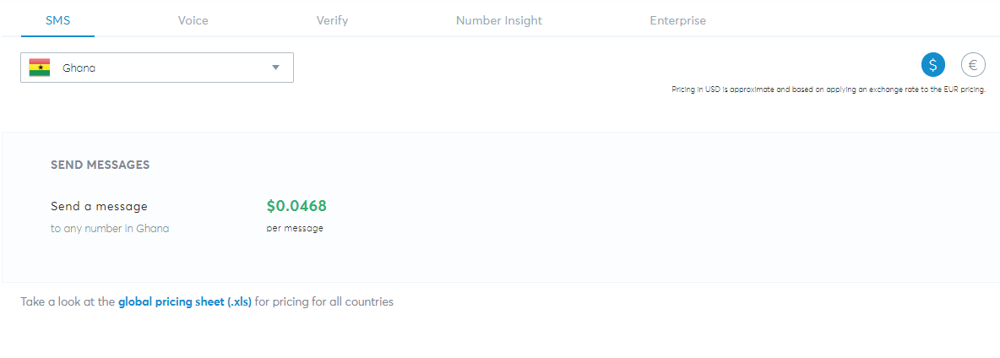 SMS Voice Verify Number Insight Enterprise
Ghana $ €
Pricing in USD is approximate and based on applying an exchange rate to the EUR pricing.
SEND MESSAGES
Send a message $0.0468
to any number in Ghana per message
Take a look at the global pricing sheet (.xls) for pricing for all countries